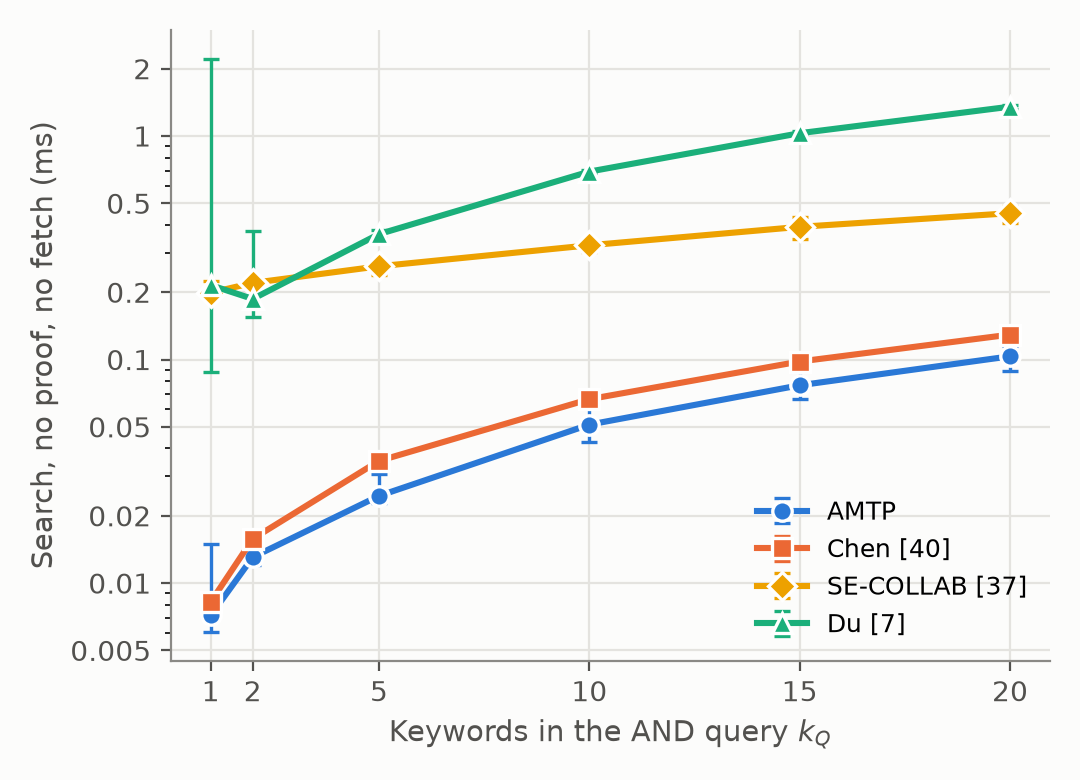 Search, no proof, no fetch (ms)
2
1
0.5
0.2
0.1
0.05
0.02
0.01
0.005
AMTP
Chen [40]
SE-COLLAB [37]
Du [7]
1 2 5 10 15 20
Keywords in the AND query k_Q